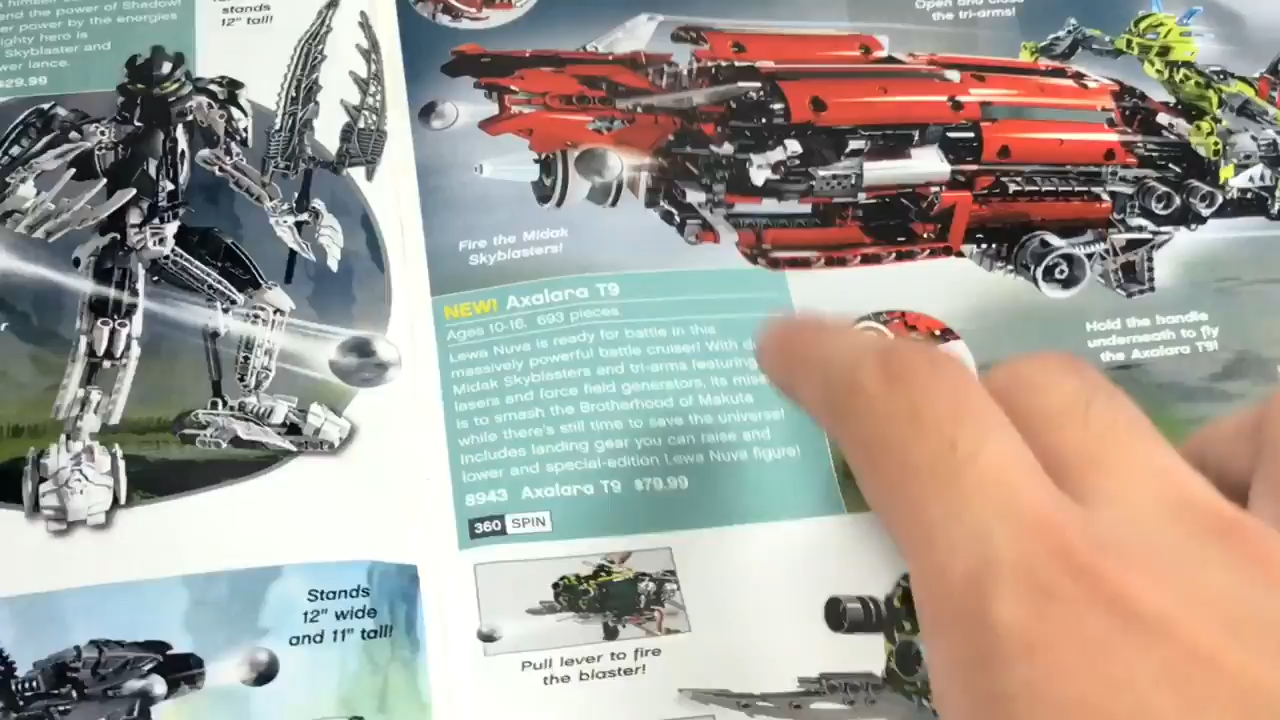 and the power of Shadow!
er power by the energies
ighty hero is
Skyblaster and
wer lance.
$29.99
stands
12" tall!
Open and close
the tri-arms!
Fire the Midak
Skyblasters!
NEW! Axalara T9
Ages 10-16. 693 pieces
Lewa Nuva is ready for battle in this
massively powerful battle cruiser! With
Midak Skyblasters and tri-arms featuring
lasers and force field generators, its
is to smash the Brotherhood of Makuta
while there's still time to save the universe!
Includes landing gear you can raise and
lower and special-edition Lewa Nuva figure!
8943 Axalara T9 $79.99
360 SPIN
Hold the handle
underneath to fly
the Axalara T9!
Stands
12" wide
and 11" tall!
Pull lever to fire
the blaster!